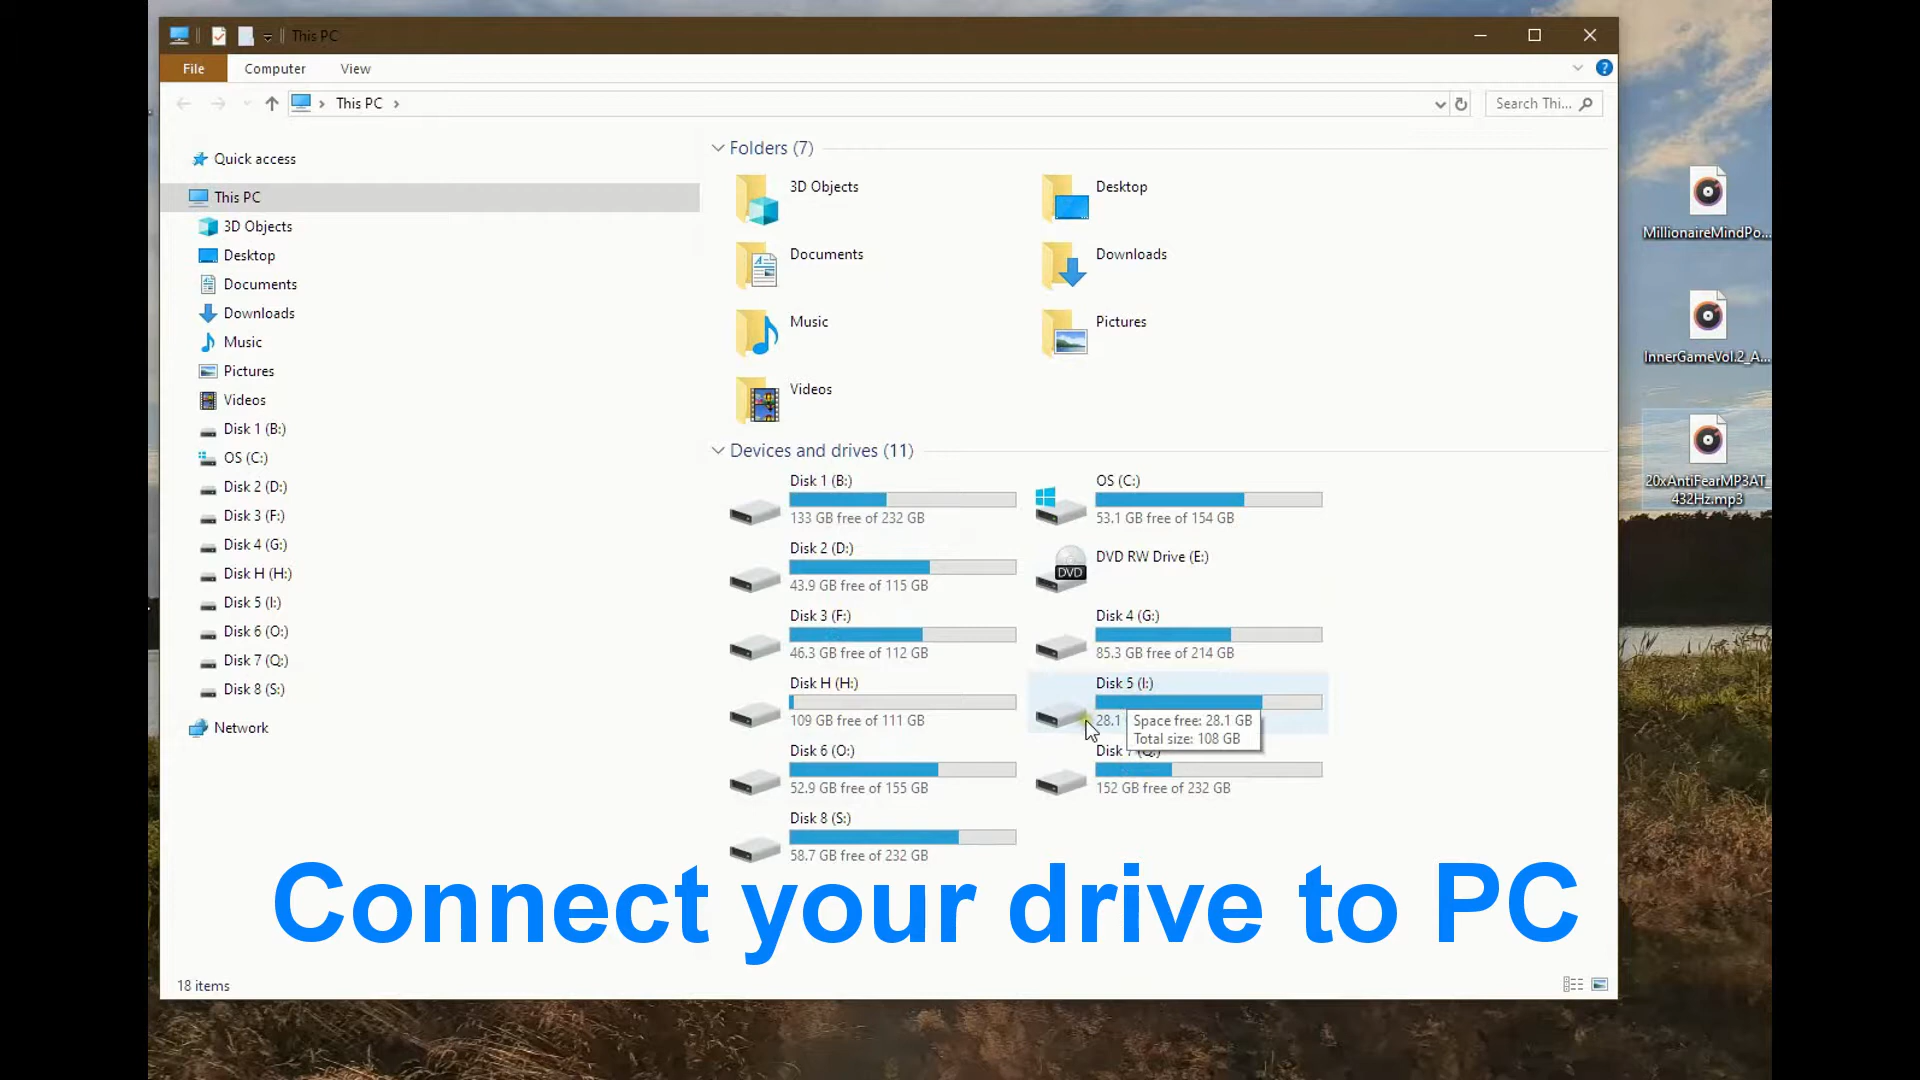 This PC
File
Computer
View
?
This PC
Search Thi...
Quick access
This PC
3D Objects
Desktop
Documents
Downloads
Music
Pictures
Videos
Disk 1 (B:)
OS (C:)
Disk 2 (D:)
Disk 3 (F:)
Disk 4 (G:)
Disk H (H:)
Disk 5 (I:)
Disk 6 (O:)
Disk 7 (Q:)
Disk 8 (S:)
Network
Folders (7)
3D Objects
Desktop
Documents
Downloads
Music
Pictures
Videos
Devices and drives (11)
Disk 1 (B:)
133 GB free of 232 GB
OS (C:)
53.1 GB free of 154 GB
Disk 2 (D:)
43.9 GB free of 115 GB
DVD
DVD RW Drive (E:)
Disk 3 (F:)
46.3 GB free of 112 GB
Disk 4 (G:)
85.3 GB free of 214 GB
Disk H (H:)
109 GB free of 111 GB
Disk 5 (I:)
28.1
Space free: 28.1 GB
Total size: 108 GB
Disk 6 (O:)
52.9 GB free of 155 GB
Disk 7 (Q:)
152 GB free of 232 GB
Disk 8 (S:)
58.7 GB free of 232 GB
Connect your drive to PC
18 items
MillionaireMindPo...
InnerGameVol.2_A...
20xAntiFearMP3AT_
432Hz.mp3